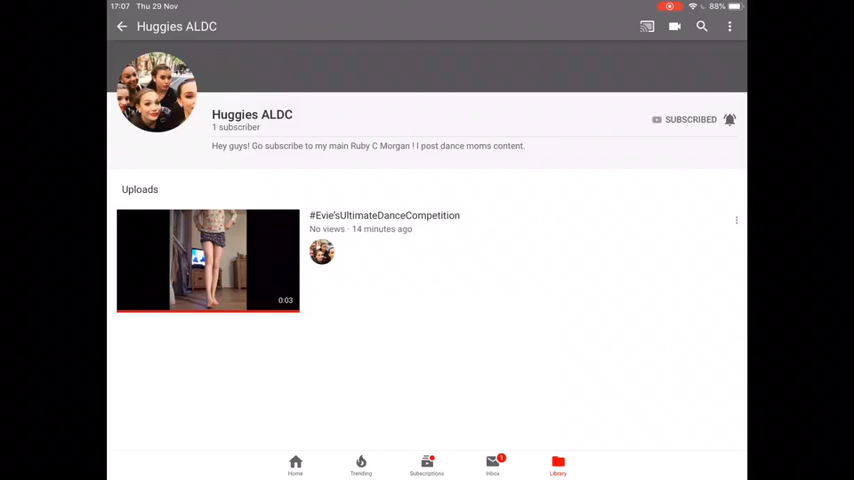 17:07 Thu 29 Nov
88%
Huggies ALDC
Huggies ALDC
1 subscriber
SUBSCRIBED
Hey guys! Go subscribe to my main Ruby C Morgan ! I post dance moms content.
Uploads
#Evie'sUltimateDanceCompetition
No views · 14 minutes ago
0:03
1
Home Trending Subscriptions Inbox Library